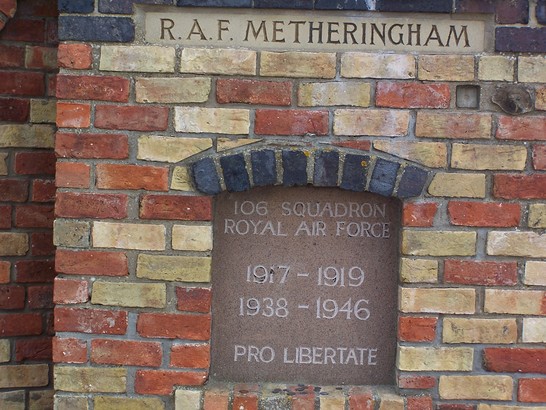 R.A.F. METHERINGHAM
106 SQUADRON
ROYAL AIR FORCE
1917 - 1919
1938 - 1946
PRO LIBERTATE